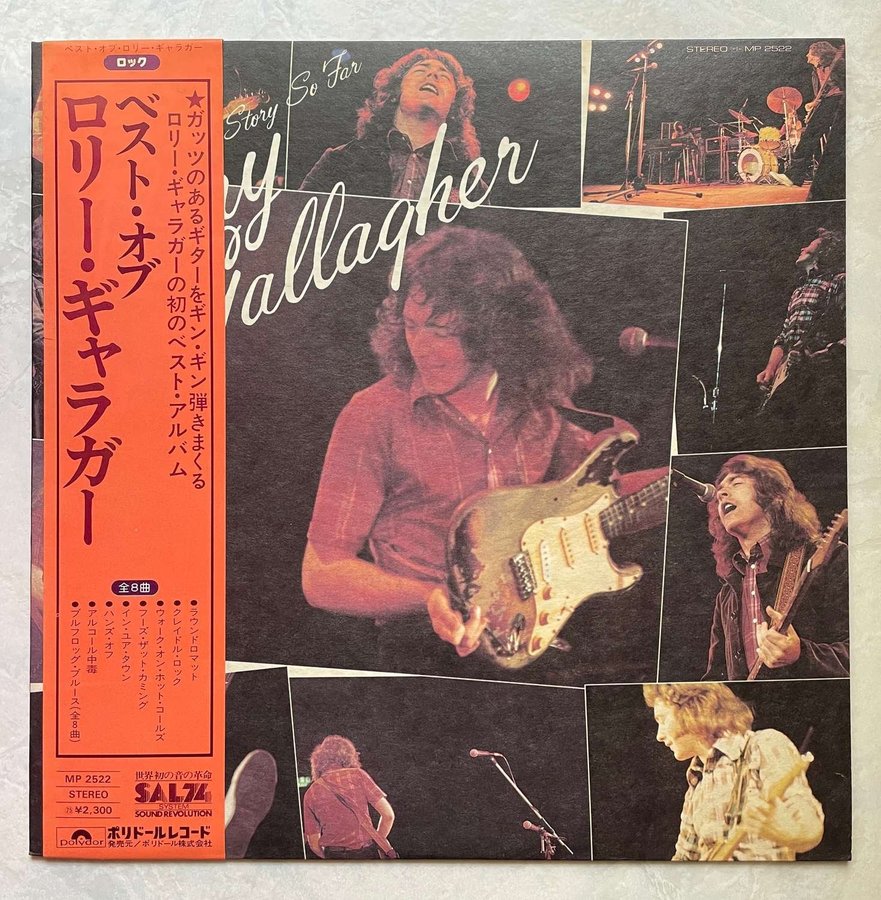 ベスト・オブ・ロリー・ギャラガー
ロック
★ガッツのあるギターをギン・ギン弾きまくる
ロリー・ギャラガーの初のベスト・アルバム
ベスト・オブ
ロリー・ギャラガー
全8曲
●ラウンドロマット
●クレイドル・ロック
●ウォーク・オン・ホット・コールズ
●フーズ・ザット・カミング
●イン・ユア・タウン
●ハンズ・オフ
●アルコール中毒
●ブルフロッグ・ブルース(全8曲)
MP 2522
STEREO
¥2,300
世界初の音の革命
SAL74
SYSTEM
SOUND REVOLUTION
Polydor
ポリドールレコード
発売元/ポリドール株式会社
Story So Far
ry
Gallagher
STEREO MP 2522